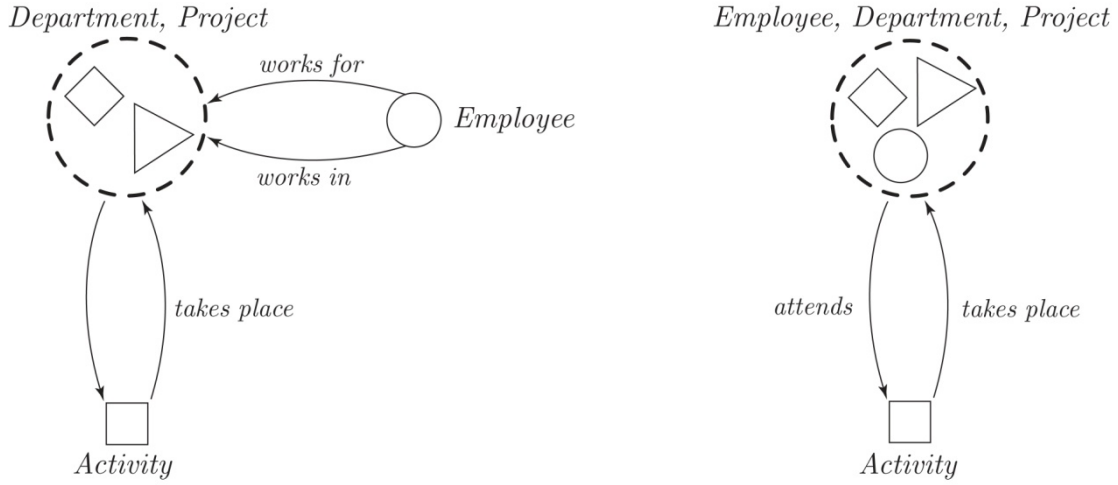 Department, Project
works for
Employee
works in
takes place
Activity
Employee, Department, Project
attends
takes place
Activity